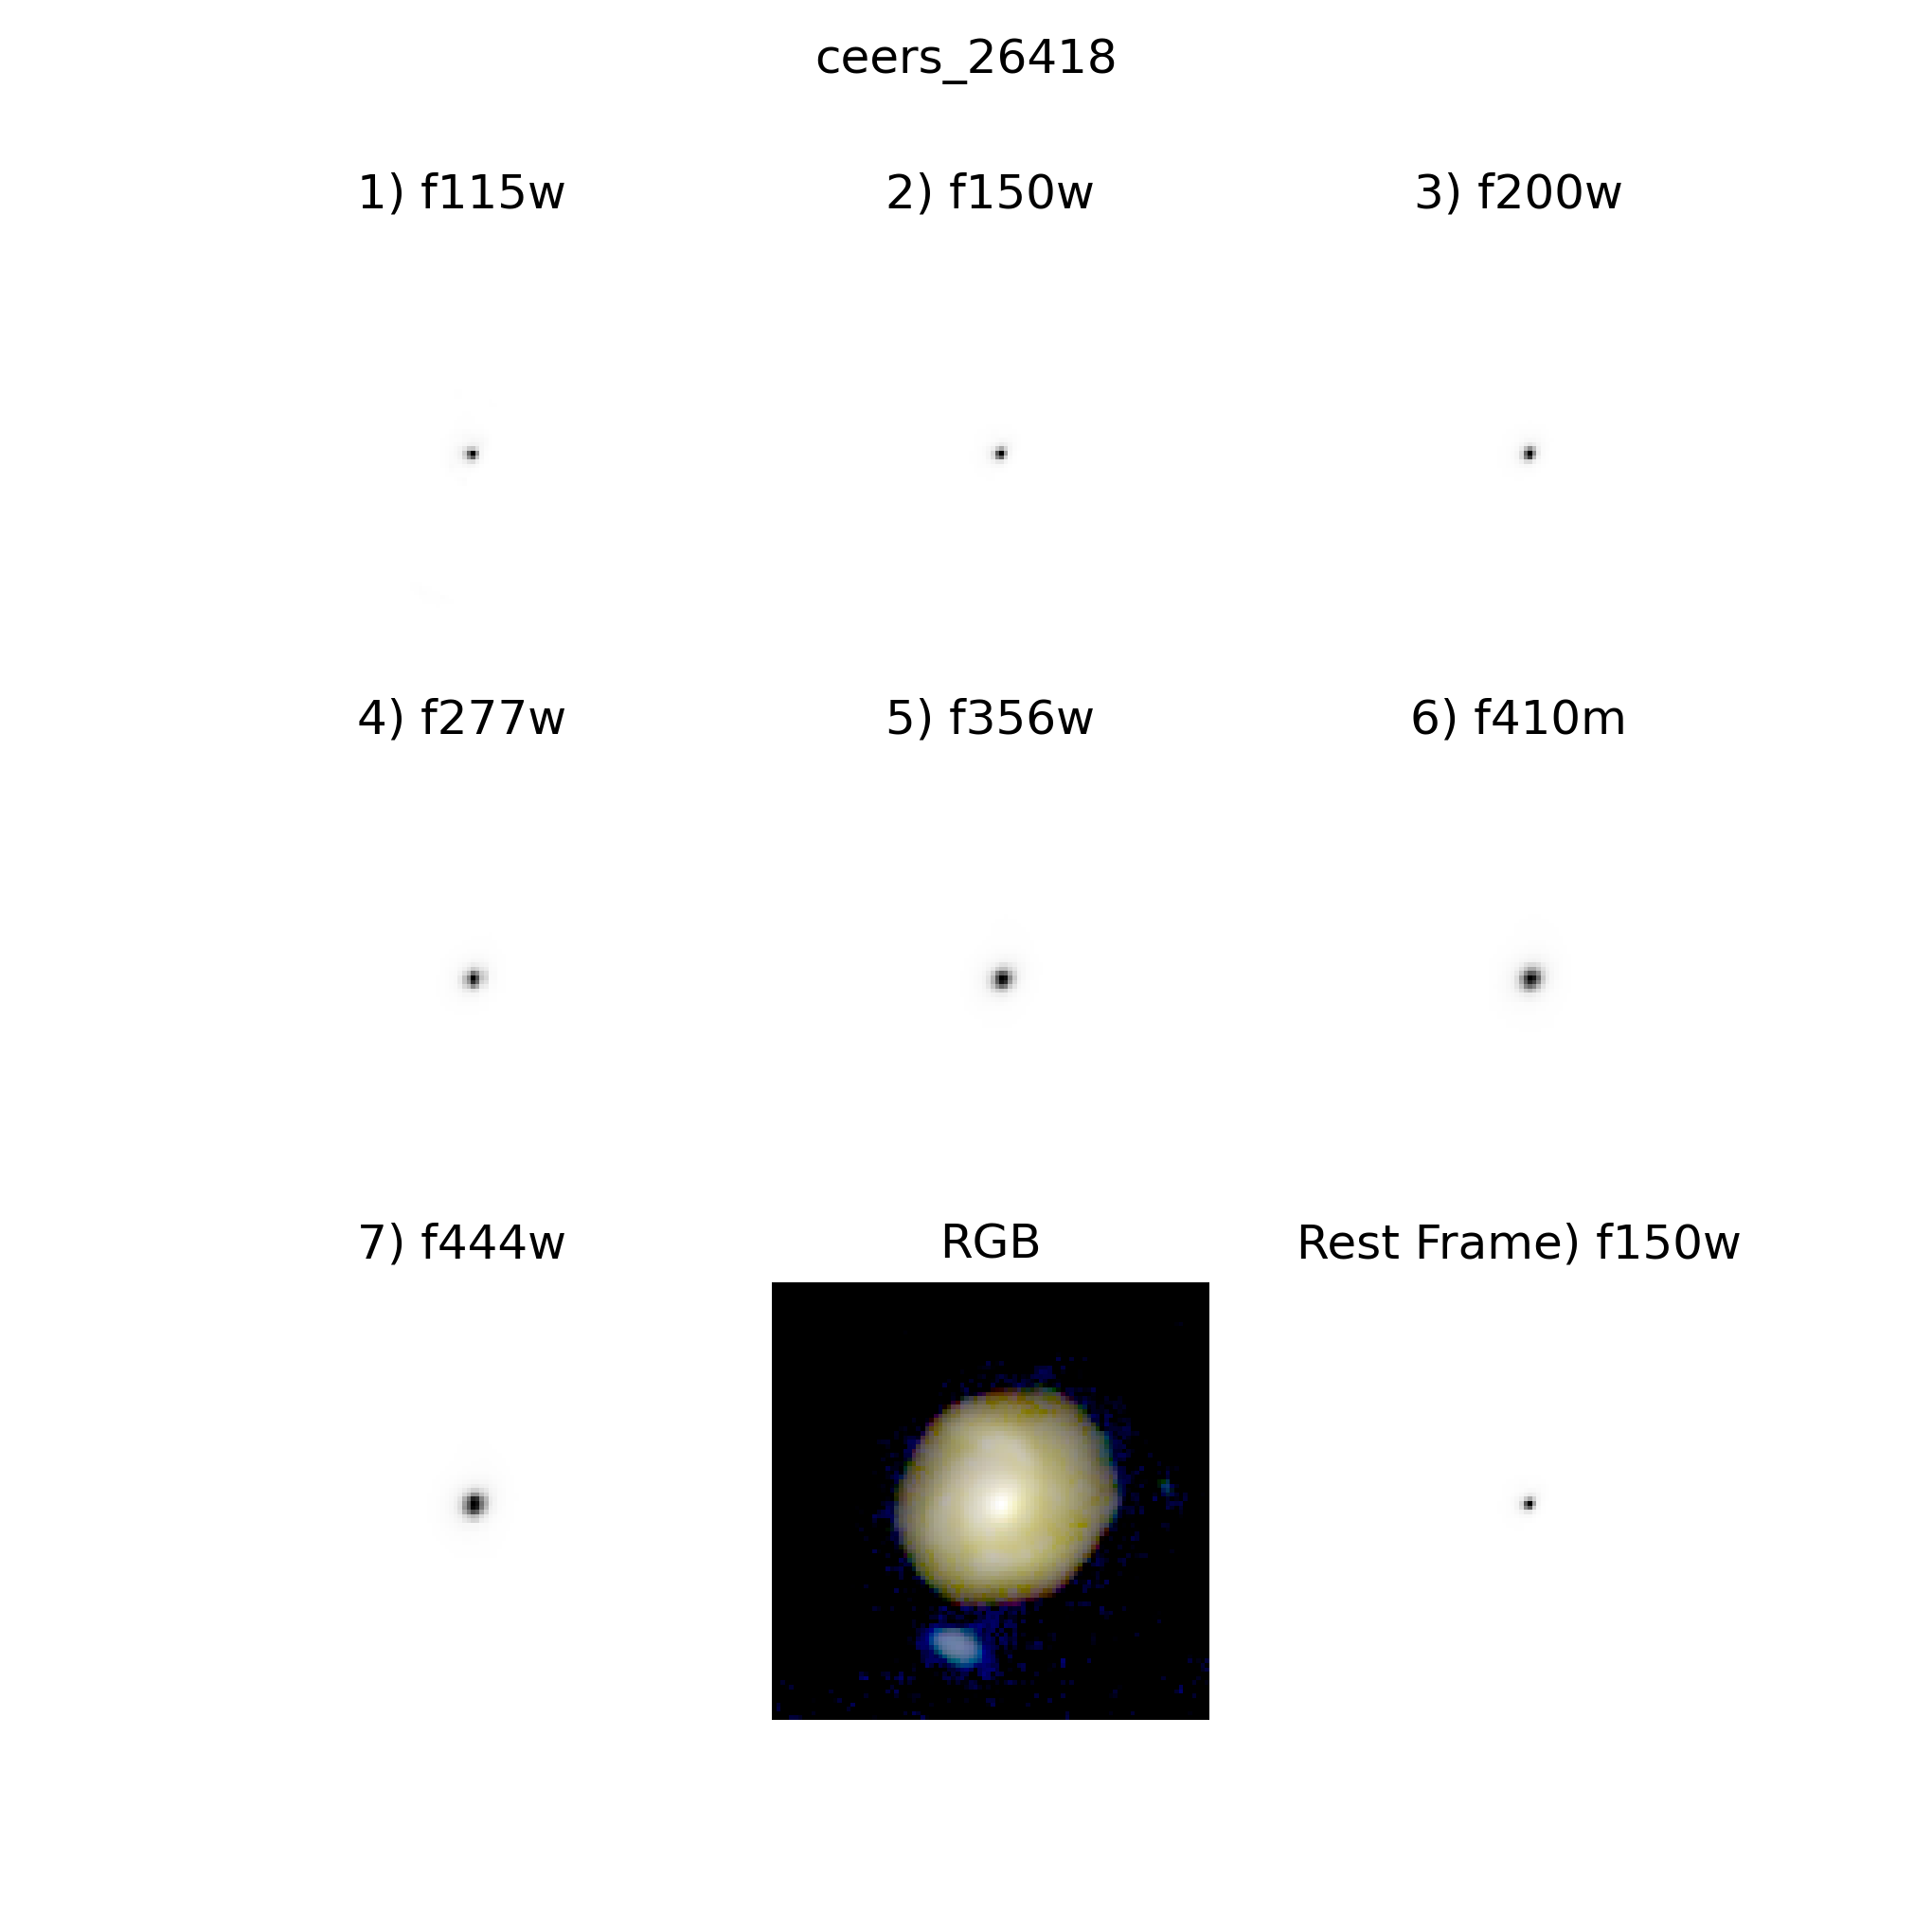 ceers_26418
1) f115w
2) f150w
3) f200w
4) f277w
5) f356w
6) f410m
7) f444w
RGB
Rest Frame) f150w